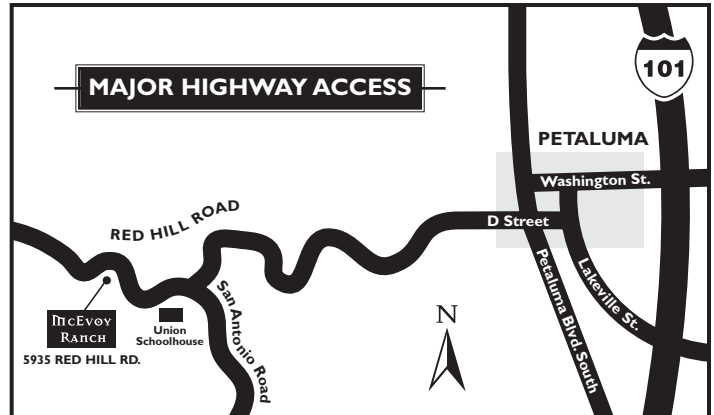 MAJOR HIGHWAY ACCESS
101
PETALUMA
Washington St.
D Street
RED HILL ROAD
Petaluma Blvd. South
Lakeville St.
San Antonio Road
McEvoy
Ranch
5935 RED HILL RD.
Union
Schoolhouse
N